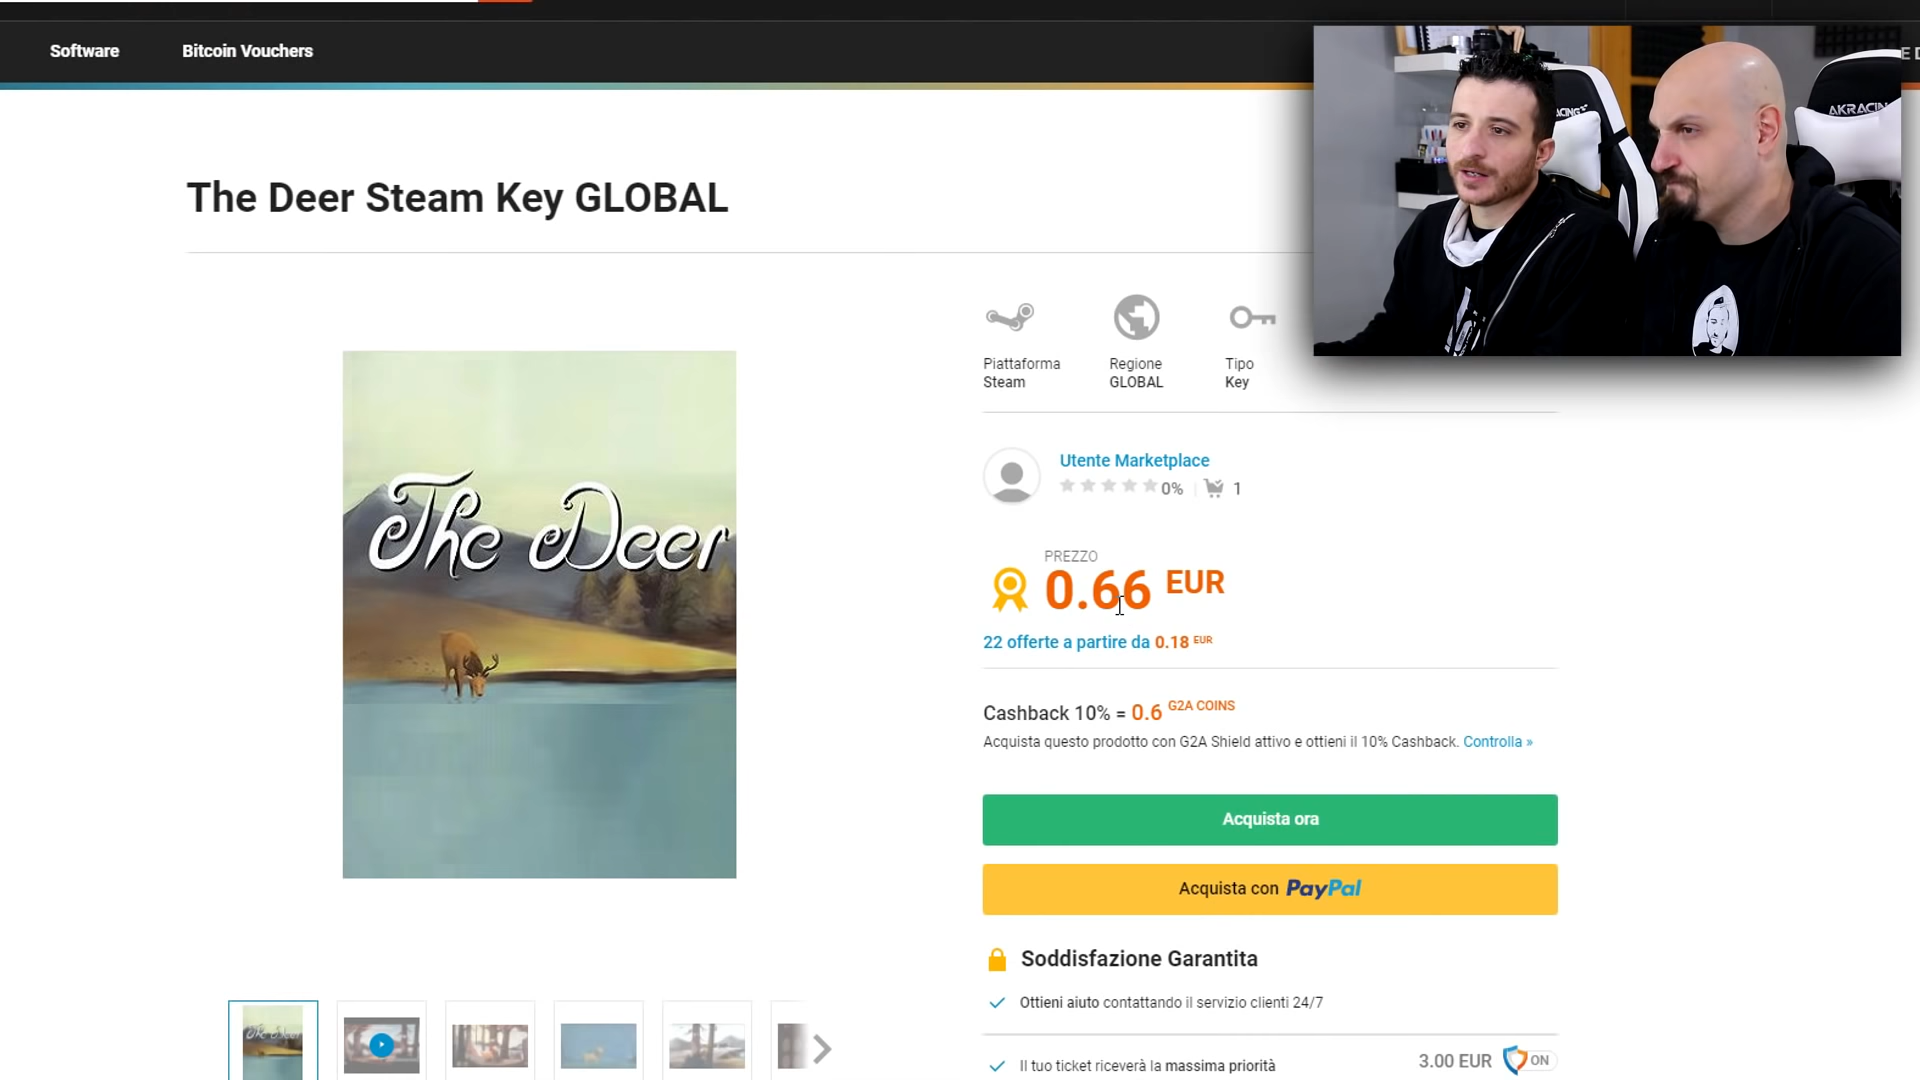 Software
Bitcoin Vouchers
The Deer Steam Key GLOBAL
AKRACIN
Piattaforma
Steam
Regione
GLOBAL
Tipo
Key
Utente Marketplace
0% | 1
PREZZO
0.66 EUR
22 offerte a partire da 0.18 EUR
The Deer
Cashback 10% = 0.6 G2A COINS
Acquista questo prodotto con G2A Shield attivo e ottieni il 10% Cashback. Controlla »
Acquista ora
Acquista con PayPal
Soddisfazione Garantita
Ottieni aiuto contattando il servizio clienti 24/7
Il tuo ticket riceverà la massima priorità
3.00 EUR
ON